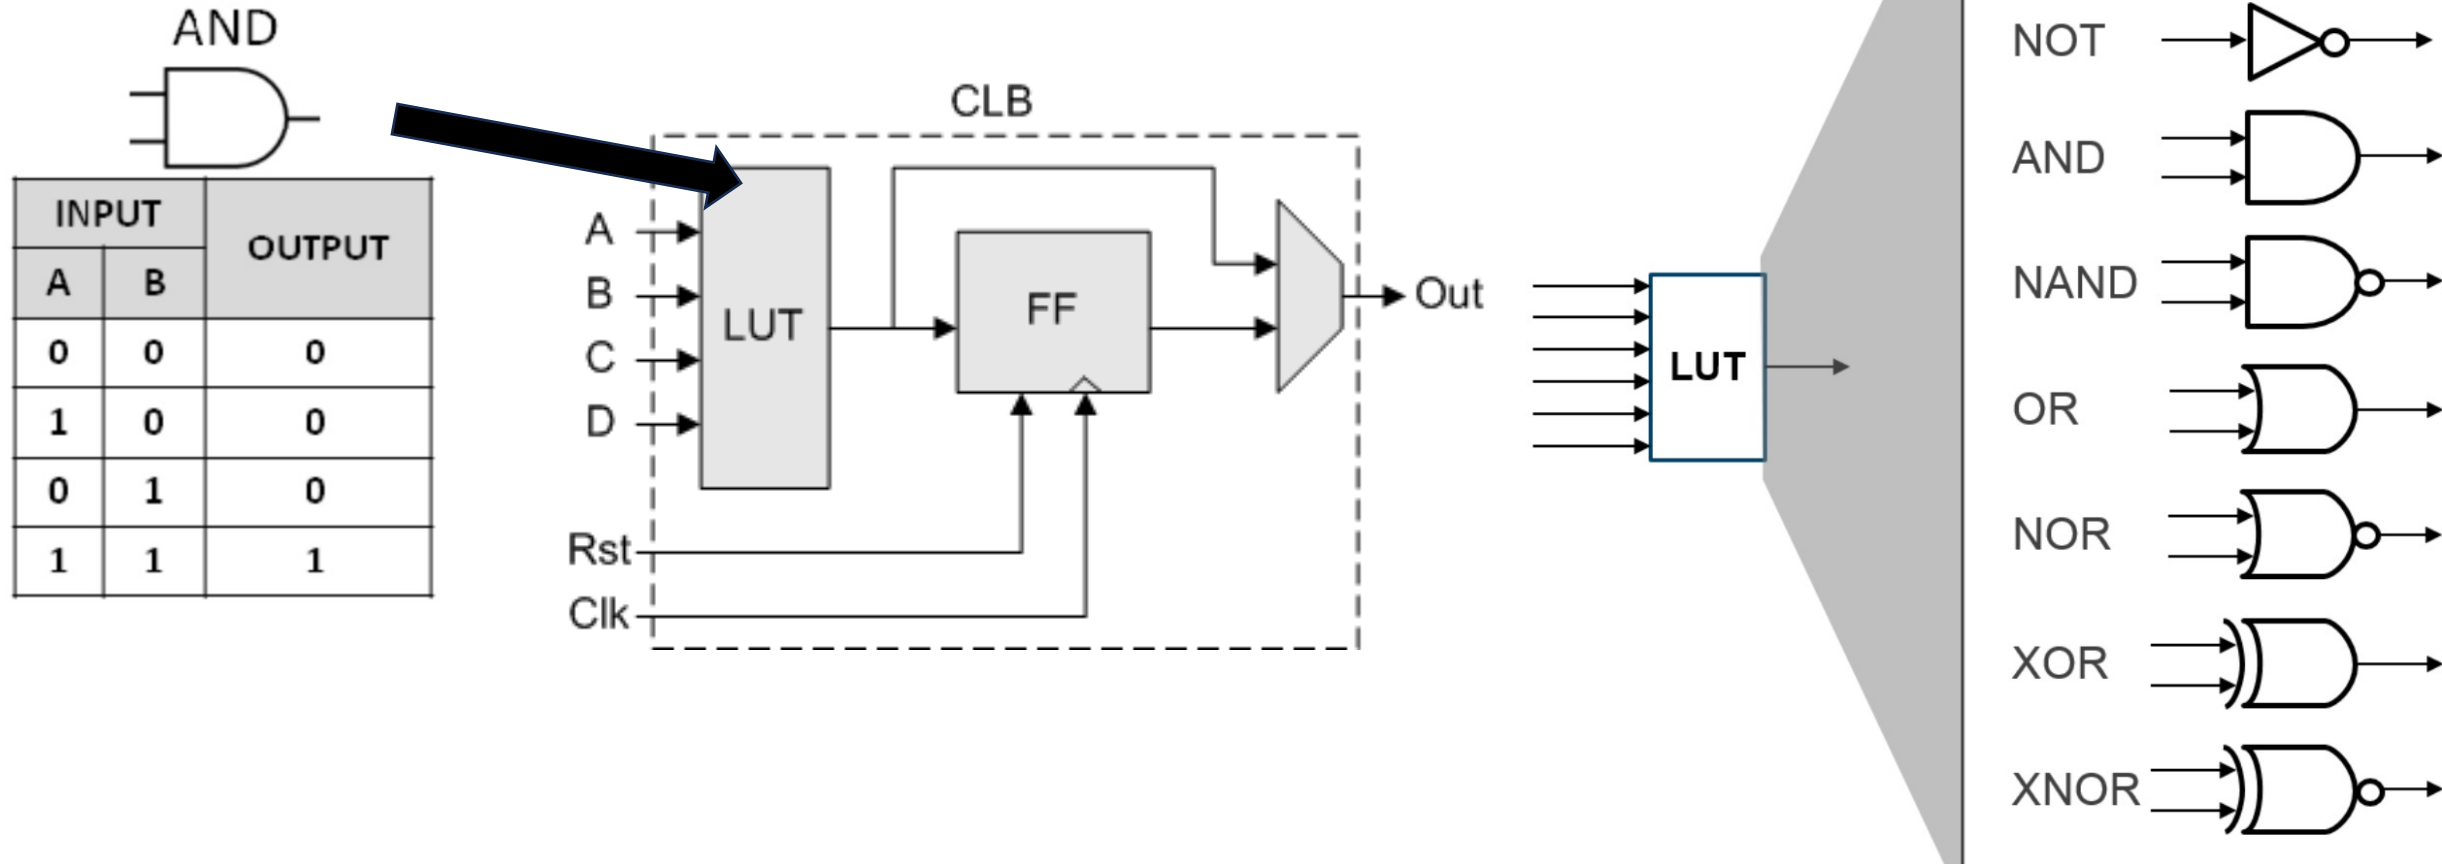 AND
INPUT OUTPUT
A B
0 0 0
1 0 0
0 1 0
1 1 1
CLB
A
B
C
D
LUT
FF
Out
Rst
Clk
LUT
NOT
AND
NAND
OR
NOR
XOR
XNOR